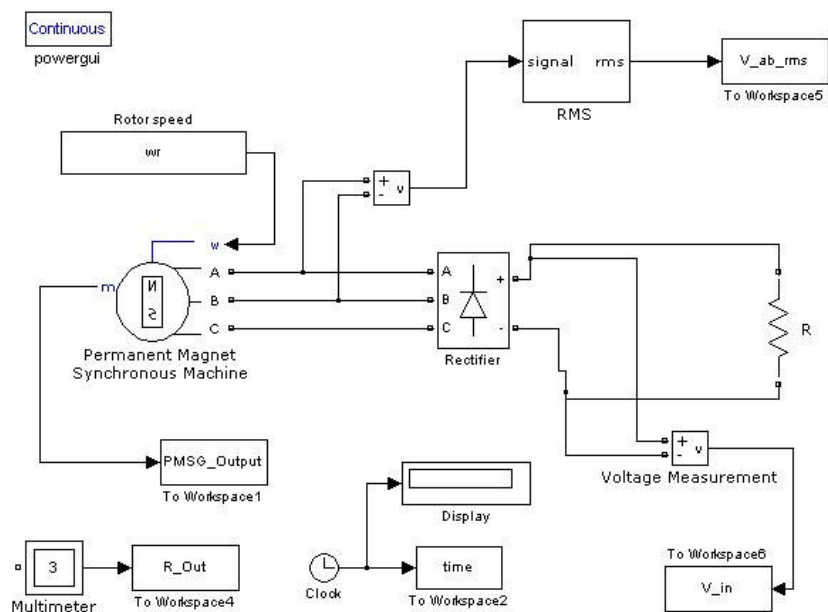 Continuous
powergui
signal rms
RMS
V_ab_rms
To Workspace5
Rotor speed
wr
+
- v
w
m
N
S
A
B
C
A
B
C
+
-
Rectifier
R
Permanent Magnet
Synchronous Machine
+
- v
Voltage Measurement
PMSG_Output
To Workspace1
Display
Clock
time
To Workspace2
3
Multimeter
R_Out
To Workspace4
To Workspace6
V_in